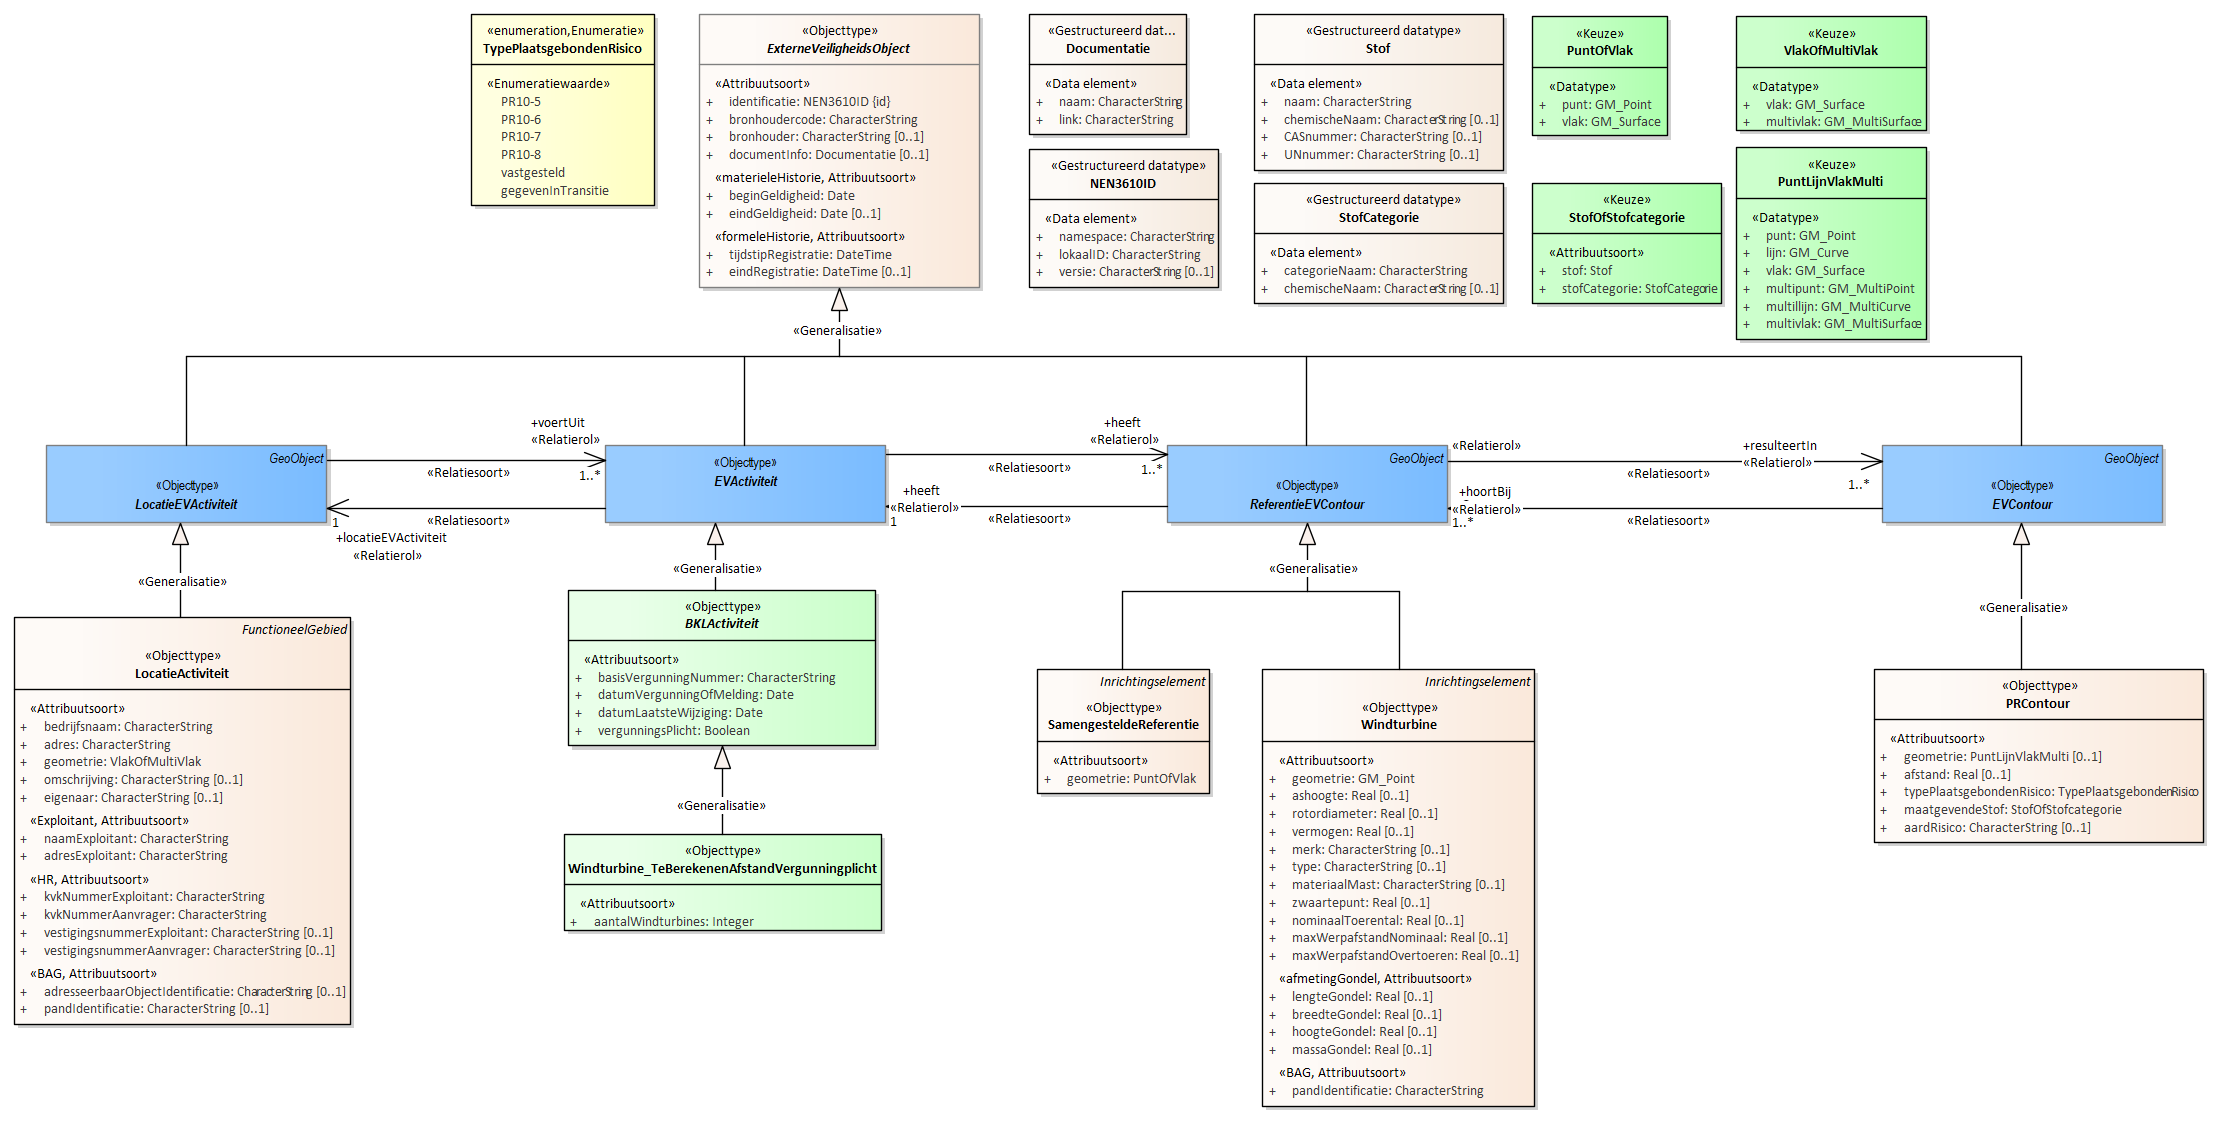 «enumeration,Enumeratie»
TypePlaatsgebondenRisico
«Enumeratiewaarde»
PR10-5
PR10-6
PR10-7
PR10-8
vastgesteld
gegevenInTransitie
«Objecttype»
ExterneVeiligheidsObject
«Attribuutsoort»
+ identificatie: NEN3610ID {id}
+ bronhoudercode: CharacterString
+ bronhouder: CharacterString [0..1]
+ documentInfo: Documentatie [0..1]
«materieleHistorie, Attribuutsoort»
+ beginGeldigheid: Date
+ eindGeldigheid: Date [0..1]
«formeleHistorie, Attribuutsoort»
+ tijdstipRegistratie: DateTime
+ eindRegistratie: DateTime [0..1]
«Gestructureerd dat...
Documentatie
«Data element»
+ naam: CharacterString
+ link: CharacterString
«Gestructureerd datatype»
NEN3610ID
«Data element»
+ namespace: CharacterString
+ lokaalID: CharacterString
+ versie: CharacterString [0..1]
«Gestructureerd datatype»
Stof
«Data element»
+ naam: CharacterString
+ chemischeNaam: CharacterString [0..1]
+ CASnummer: CharacterString [0..1]
+ UNnummer: CharacterString [0..1]
«Gestructureerd datatype»
StofCategorie
«Data element»
+ categorieNaam: CharacterString
+ chemischeNaam: CharacterString [0..1]
«Keuze»
PuntOfVlak
«Datatype»
+ punt: GM_Point
+ vlak: GM_Surface
«Keuze»
StofOfStofcategorie
«Attribuutsoort»
+ stof: Stof
+ stofCategorie: StofCategorie
«Keuze»
VlakOfMultiVlak
«Datatype»
+ vlak: GM_Surface
+ multivlak: GM_MultiSurface
«Keuze»
PuntLijnVlakMulti
«Datatype»
+ punt: GM_Point
+ lijn: GM_Curve
+ vlak: GM_Surface
+ multipunt: GM_MultiPoint
+ multillijn: GM_MultiCurve
+ multivlak: GM_MultiSurface
«Generalisatie»
GeoObject
«Objecttype»
LocatieEVActiviteit
+voertUit
«Relatierol»
«Relatiesoort»
1..*
«Relatiesoort»
1
+locatieEVActiviteit
«Relatierol»
«Objecttype»
EVActiviteit
+heeft
«Relatierol»
«Relatiesoort»
1..*
+heeft
«Relatierol»
1
«Relatiesoort»
GeoObject
«Objecttype»
ReferentieEVContour
«Relatierol»
+resulteertIn
«Relatierol»
«Relatiesoort»
1..*
+hoortBij
«Relatierol»
1..*
«Relatiesoort»
GeoObject
«Objecttype»
EVContour
«Generalisatie»
«Generalisatie»
«Generalisatie»
«Generalisatie»
FunctioneelGebied
«Objecttype»
LocatieActiviteit
«Attribuutsoort»
+ bedrijfsnaam: CharacterString
+ adres: CharacterString
+ geometrie: VlakOfMultiVlak
+ omschrijving: CharacterString [0..1]
+ eigenaar: CharacterString [0..1]
«Exploitant, Attribuutsoort»
+ naamExploitant: CharacterString
+ adresExploitant: CharacterString
«HR, Attribuutsoort»
+ kvkNummerExploitant: CharacterString
+ kvkNummerAanvrager: CharacterString
+ vestigingsnummerExploitant: CharacterString [0..1]
+ vestigingsnummerAanvrager: CharacterString [0..1]
«BAG, Attribuutsoort»
+ adresseerbaarObjectIdentificatie: CharacterString [0..1]
+ pandIdentificatie: CharacterString [0..1]
«Objecttype»
BKLActiviteit
«Attribuutsoort»
+ basisVergunningNummer: CharacterString
+ datumVergunningOfMelding: Date
+ datumLaatsteWijziging: Date
+ vergunningsPlicht: Boolean
«Generalisatie»
«Objecttype»
Windturbine_TeBerekenenAfstandVergunningplicht
«Attribuutsoort»
+ aantalWindturbines: Integer
Inrichtingselement
«Objecttype»
SamengesteldeReferentie
«Attribuutsoort»
+ geometrie: PuntOfVlak
Inrichtingselement
«Objecttype»
Windturbine
«Attribuutsoort»
+ geometrie: GM_Point
+ ashoogte: Real [0..1]
+ rotordiameter: Real [0..1]
+ vermogen: Real [0..1]
+ merk: CharacterString [0..1]
+ type: CharacterString [0..1]
+ materiaalMast: CharacterString [0..1]
+ zwaartepunt: Real [0..1]
+ nominaalToerental: Real [0..1]
+ maxWerpafstandNominaal: Real [0..1]
+ maxWerpafstandOvertoeren: Real [0..1]
«afmetingGondel, Attribuutsoort»
+ lengteGondel: Real [0..1]
+ breedteGondel: Real [0..1]
+ hoogteGondel: Real [0..1]
+ massaGondel: Real [0..1]
«BAG, Attribuutsoort»
+ pandIdentificatie: CharacterString
«Objecttype»
PRContour
«Attribuutsoort»
+ geometrie: PuntLijnVlakMulti [0..1]
+ afstand: Real [0..1]
+ typePlaatsgebondenRisico: TypePlaatsgebondenRisico
+ maatgevendeStof: StofOfStofcategorie
+ aardRisico: CharacterString [0..1]